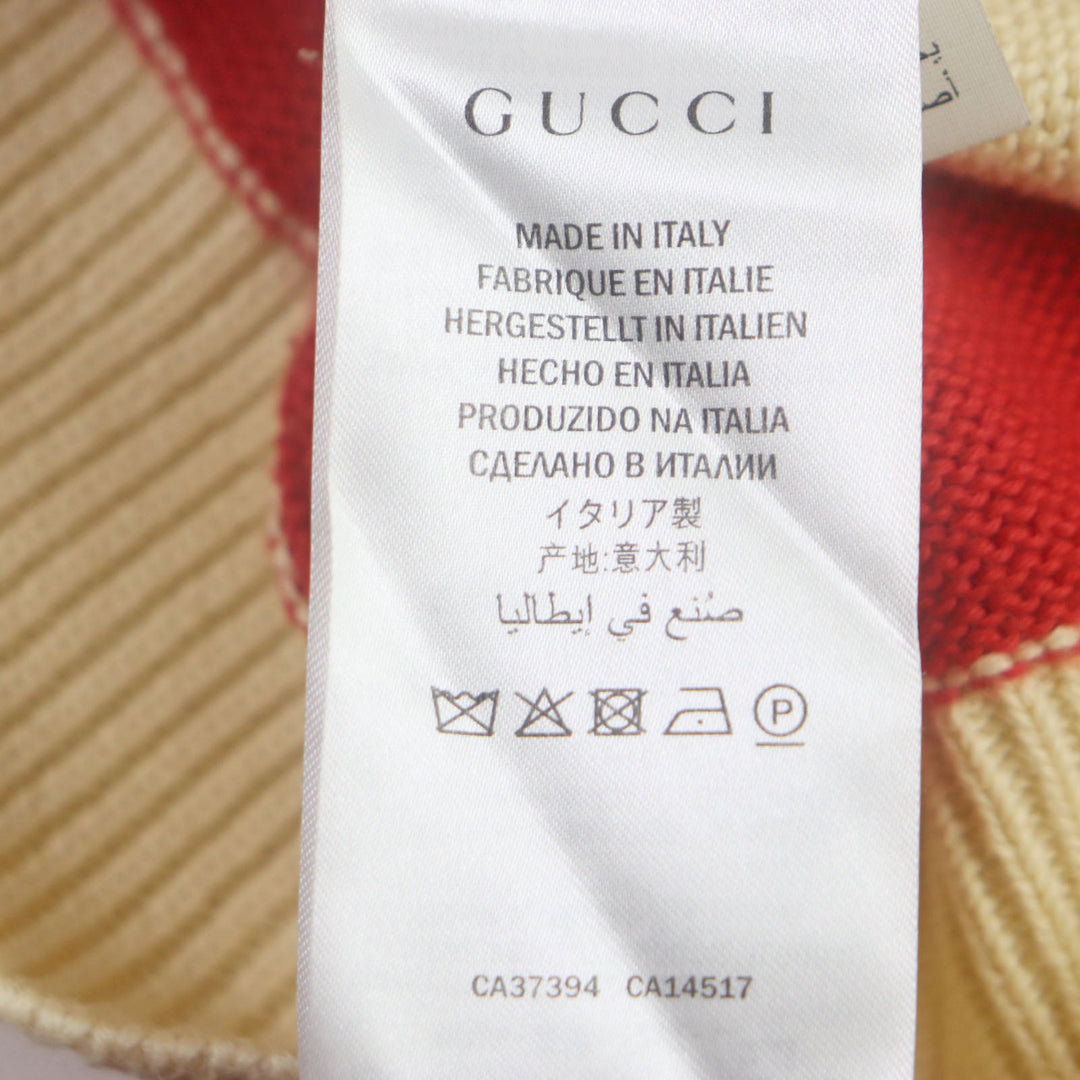 GUCCI
MADE IN ITALY
FABRIQUE EN ITALIE
HERGESTELLT IN ITALIEN
HECHO EN ITALIA
PRODUZIDO NA ITALIA
СДЕЛАНО В ИТАЛИИ
イタリア製
产地:意大利
صُنع في إيطاليا
P
CA37394 CA14517